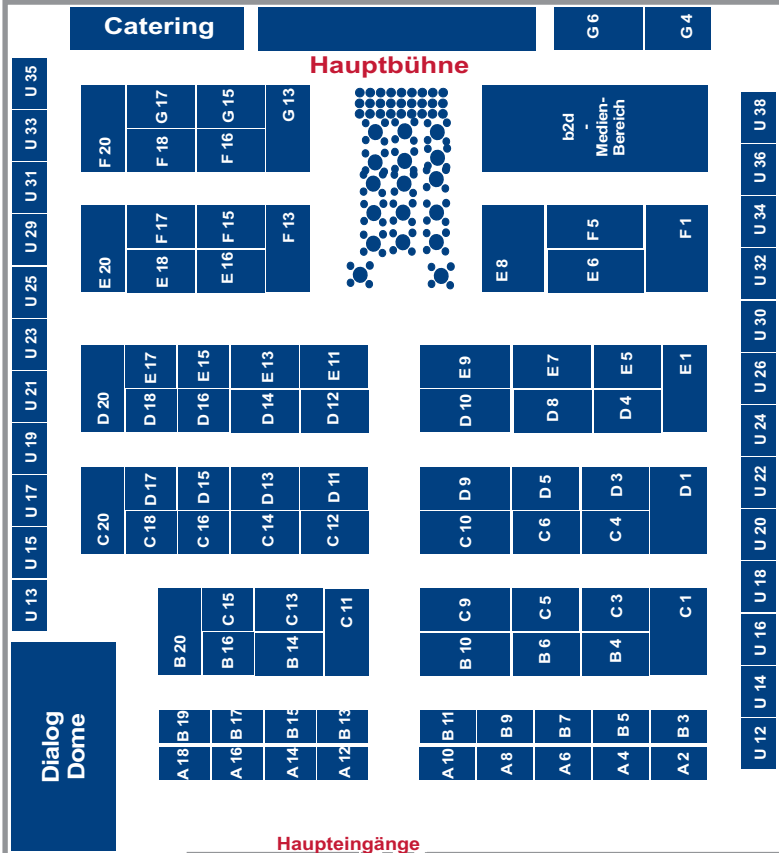 Catering
G 6
G 4
Hauptbühne
U 35
U 33
U 31
U 29
U 25
U 23
U 21
U 19
U 17
U 15
U 13
F 20
G 17
G 15
G 13
F 18
F 16
b2d
-
Medien-
Bereich
U 38
U 36
U 34
U 32
U 30
U 26
U 24
U 22
U 20
U 18
U 16
U 14
U 12
E 20
F 17
F 15
F 13
E 18
E 16
E 8
F 5
F 1
E 6
D 20
E 17
E 15
E 13
E 11
D 18
D 16
D 14
D 12
E 9
E 7
E 5
E 1
D 10
D 8
D 4
C 20
D 17
D 15
D 13
D 11
C 18
C 16
C 14
C 12
D 9
D 5
D 3
D 1
C 10
C 6
C 4
B 20
C 15
C 13
C 11
B 16
B 14
C 9
C 5
C 3
C 1
B 10
B 6
B 4
Dialog
Dome
B 19
B 17
B 15
B 13
B 11
B 9
B 7
B 5
B 3
A 18
A 16
A 14
A 12
A 10
A 8
A 6
A 4
A 2
Haupteingänge